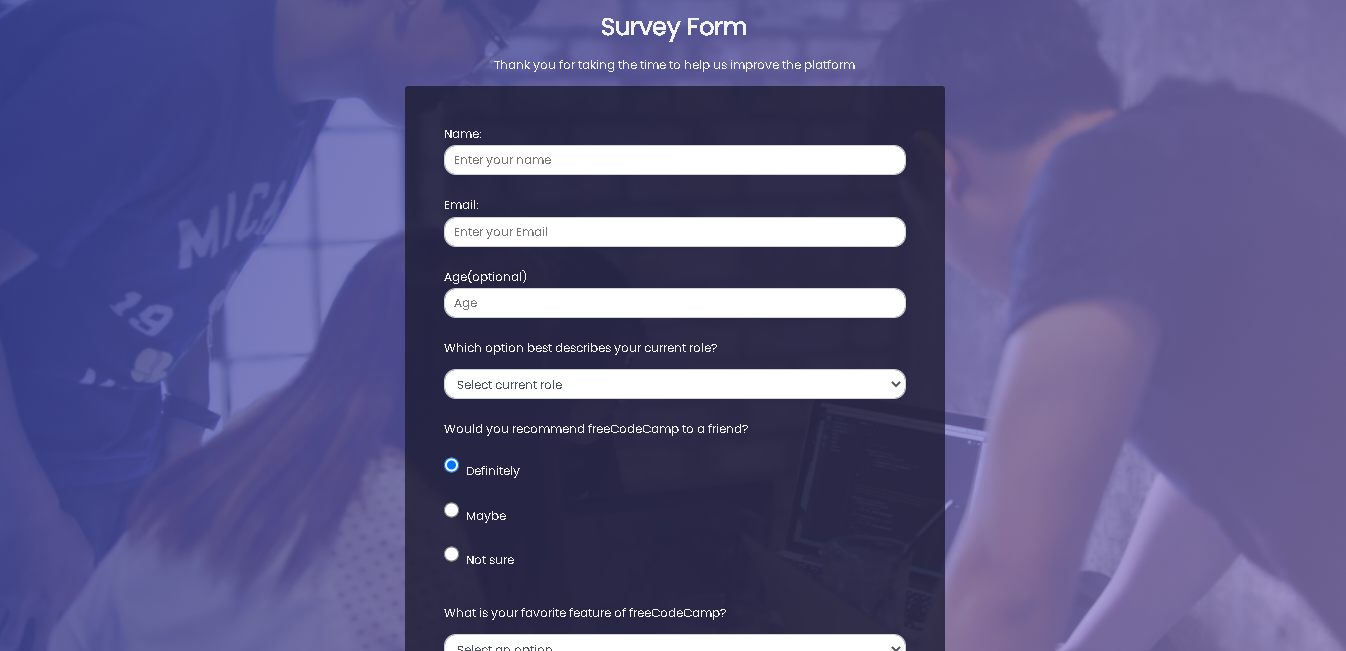 Survey Form
Thank you for taking the time to help us improve the platform
Name:
Enter your name
Email:
Enter your Email
Age(optional)
Age
Which option best describes your current role?
Select current role
Would you recommend freeCodeCamp to a friend?
Definitely
Maybe
Not sure
What is your favorite feature of freeCodeCamp?
Select an option
MICA
19